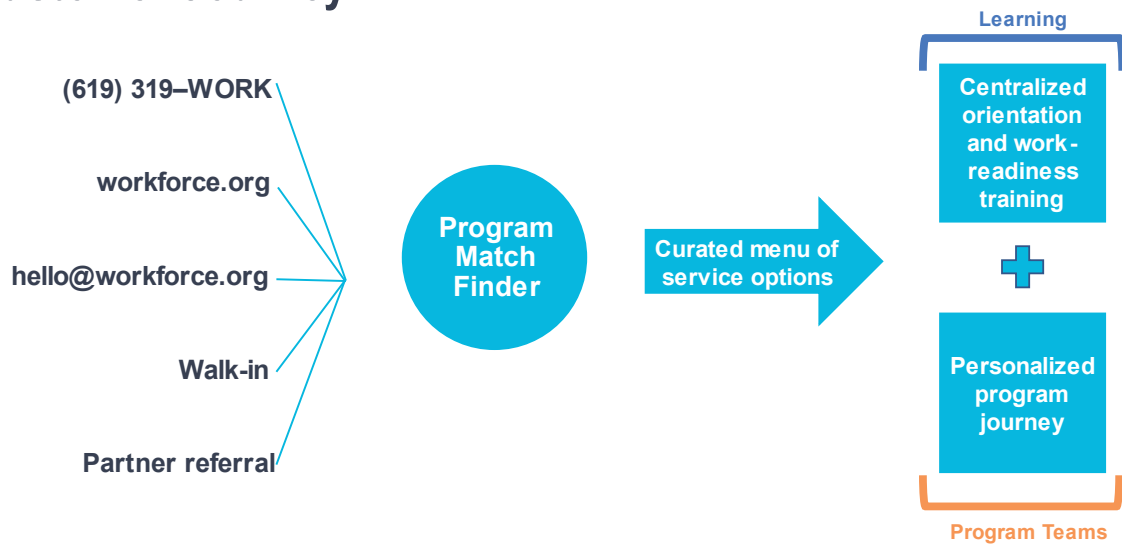 Learning
(619) 319–WORK
workforce.org
hello@workforce.org
Walk-in
Partner referral
Program
Match
Finder
Curated menu of
service options
Centralized
orientation
and work-
readiness
training
Personalized
program
journey
Program Teams